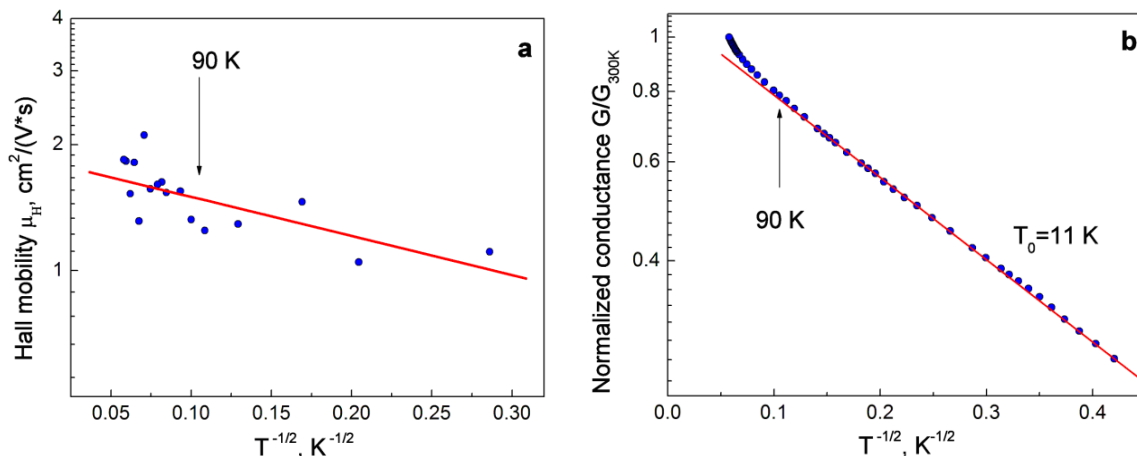 a
90 K
4
3
2
1
Hall mobility μH, cm2/(V*s)
0.05 0.10 0.15 0.20 0.25 0.30
T -1/2, K-1/2
b
1
0.8
0.6
0.4
Normalized conductance G/G300K
90 K
T0=11 K
0.0 0.1 0.2 0.3 0.4
T -1/2, K-1/2